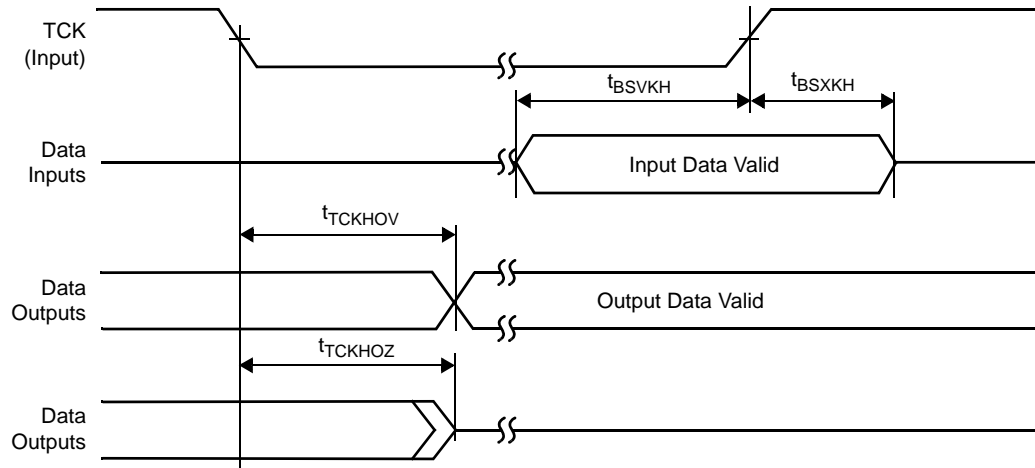 TCK
(Input)
tBSVKH
tBSXKH
Data
Inputs
Input Data Valid
tTCKHOV
Data
Outputs
Output Data Valid
tTCKHOZ
Data
Outputs